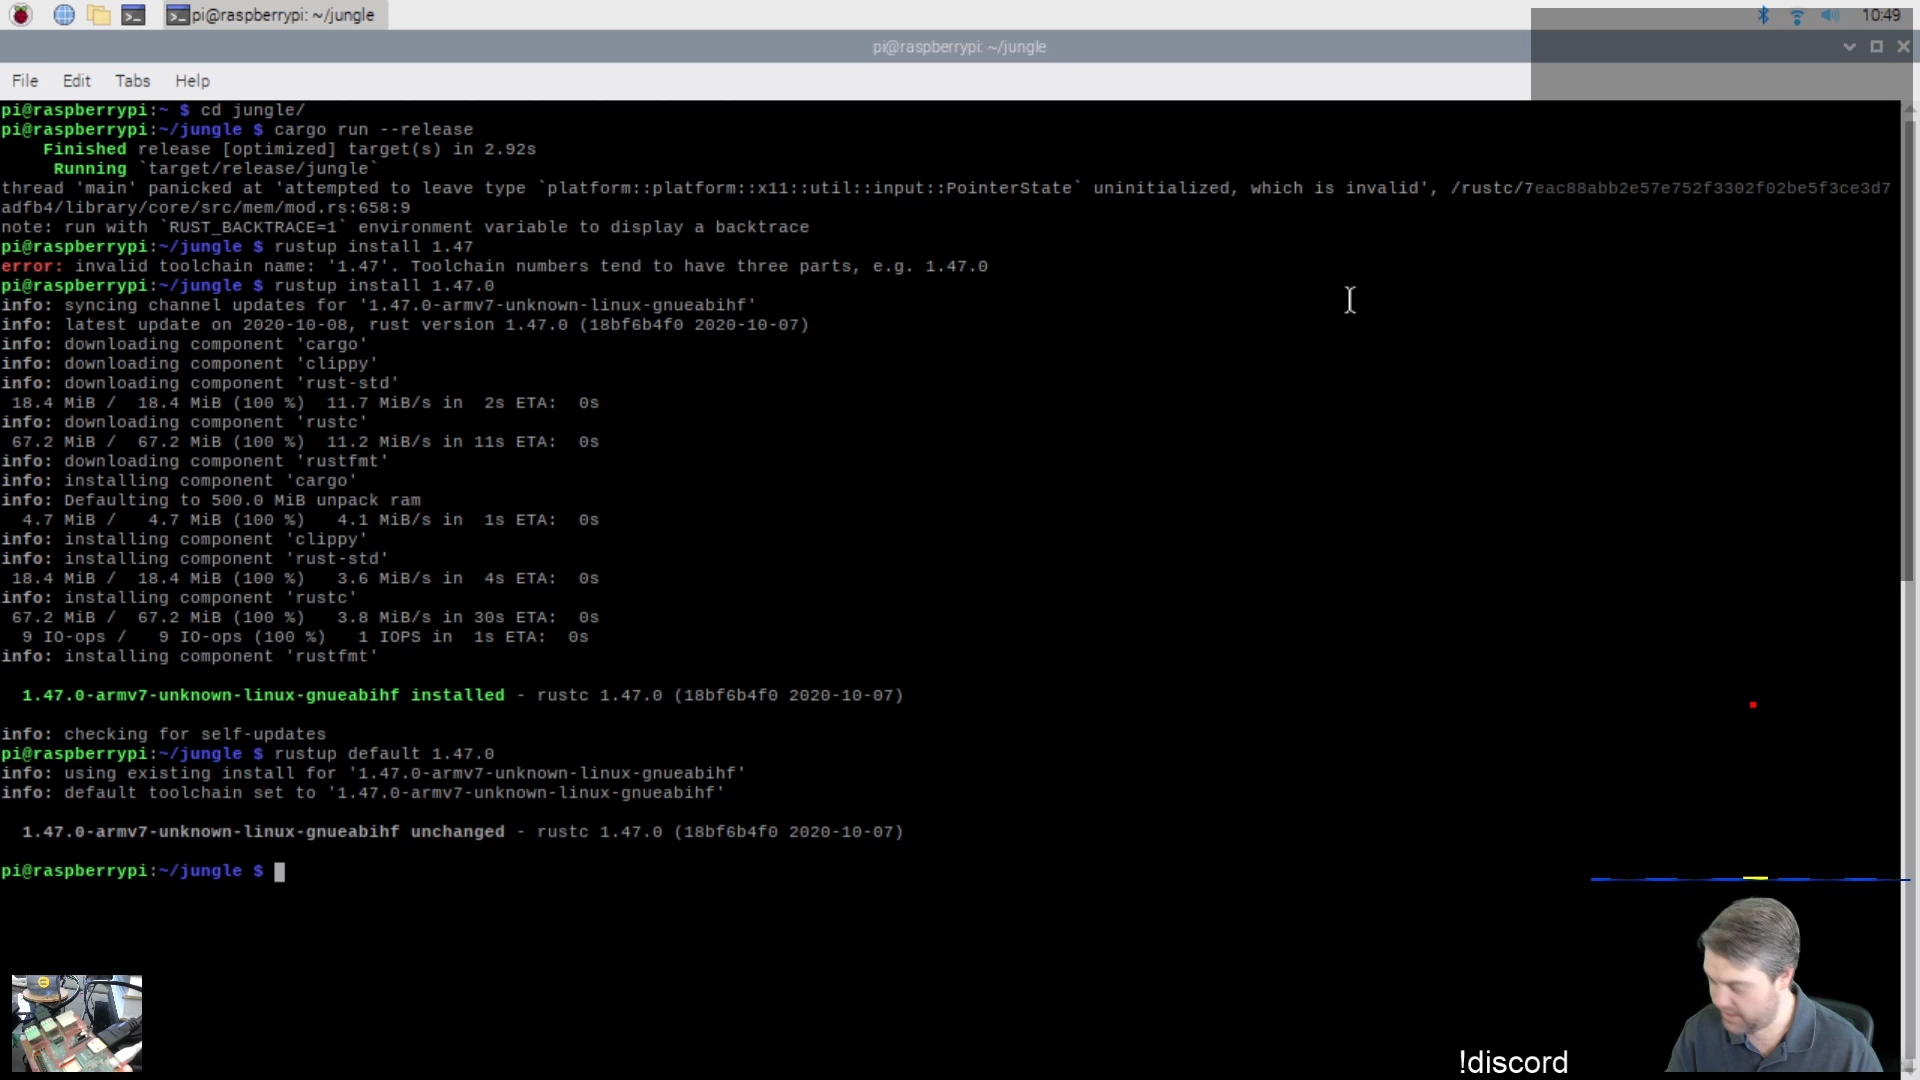 pi@raspberrypi: ~/jungle
10:49
pi@raspberrypi: ~/jungle
File Edit Tabs Help
pi@raspberrypi:~ $ cd jungle/
pi@raspberrypi:~/jungle $ cargo run --release
Finished release [optimized] target(s) in 2.92s
Running `target/release/jungle`
thread 'main' panicked at 'attempted to leave type `platform::platform::x11::util::input::PointerState` uninitialized, which is invalid', /rustc/7eac88abb2e57e752f3302f02be5f3ce3d7
adfb4/library/core/src/mem/mod.rs:658:9
note: run with `RUST_BACKTRACE=1` environment variable to display a backtrace
pi@raspberrypi:~/jungle $ rustup install 1.47
error: invalid toolchain name: '1.47'. Toolchain numbers tend to have three parts, e.g. 1.47.0
pi@raspberrypi:~/jungle $ rustup install 1.47.0
info: syncing channel updates for '1.47.0-armv7-unknown-linux-gnueabihf'
info: latest update on 2020-10-08, rust version 1.47.0 (18bf6b4f0 2020-10-07)
info: downloading component 'cargo'
info: downloading component 'clippy'
info: downloading component 'rust-std'
18.4 MiB / 18.4 MiB (100 %) 11.7 MiB/s in 2s ETA: 0s
info: downloading component 'rustc'
67.2 MiB / 67.2 MiB (100 %) 11.2 MiB/s in 11s ETA: 0s
info: downloading component 'rustfmt'
info: installing component 'cargo'
info: Defaulting to 500.0 MiB unpack ram
4.7 MiB / 4.7 MiB (100 %) 4.1 MiB/s in 1s ETA: 0s
info: installing component 'clippy'
info: installing component 'rust-std'
18.4 MiB / 18.4 MiB (100 %) 3.6 MiB/s in 4s ETA: 0s
info: installing component 'rustc'
67.2 MiB / 67.2 MiB (100 %) 3.8 MiB/s in 30s ETA: 0s
9 IO-ops / 9 IO-ops (100 %) 1 IOPS in 1s ETA: 0s
info: installing component 'rustfmt'
1.47.0-armv7-unknown-linux-gnueabihf installed - rustc 1.47.0 (18bf6b4f0 2020-10-07)
info: checking for self-updates
pi@raspberrypi:~/jungle $ rustup default 1.47.0
info: using existing install for '1.47.0-armv7-unknown-linux-gnueabihf'
info: default toolchain set to '1.47.0-armv7-unknown-linux-gnueabihf'
1.47.0-armv7-unknown-linux-gnueabihf unchanged - rustc 1.47.0 (18bf6b4f0 2020-10-07)
pi@raspberrypi:~/jungle $
!discord